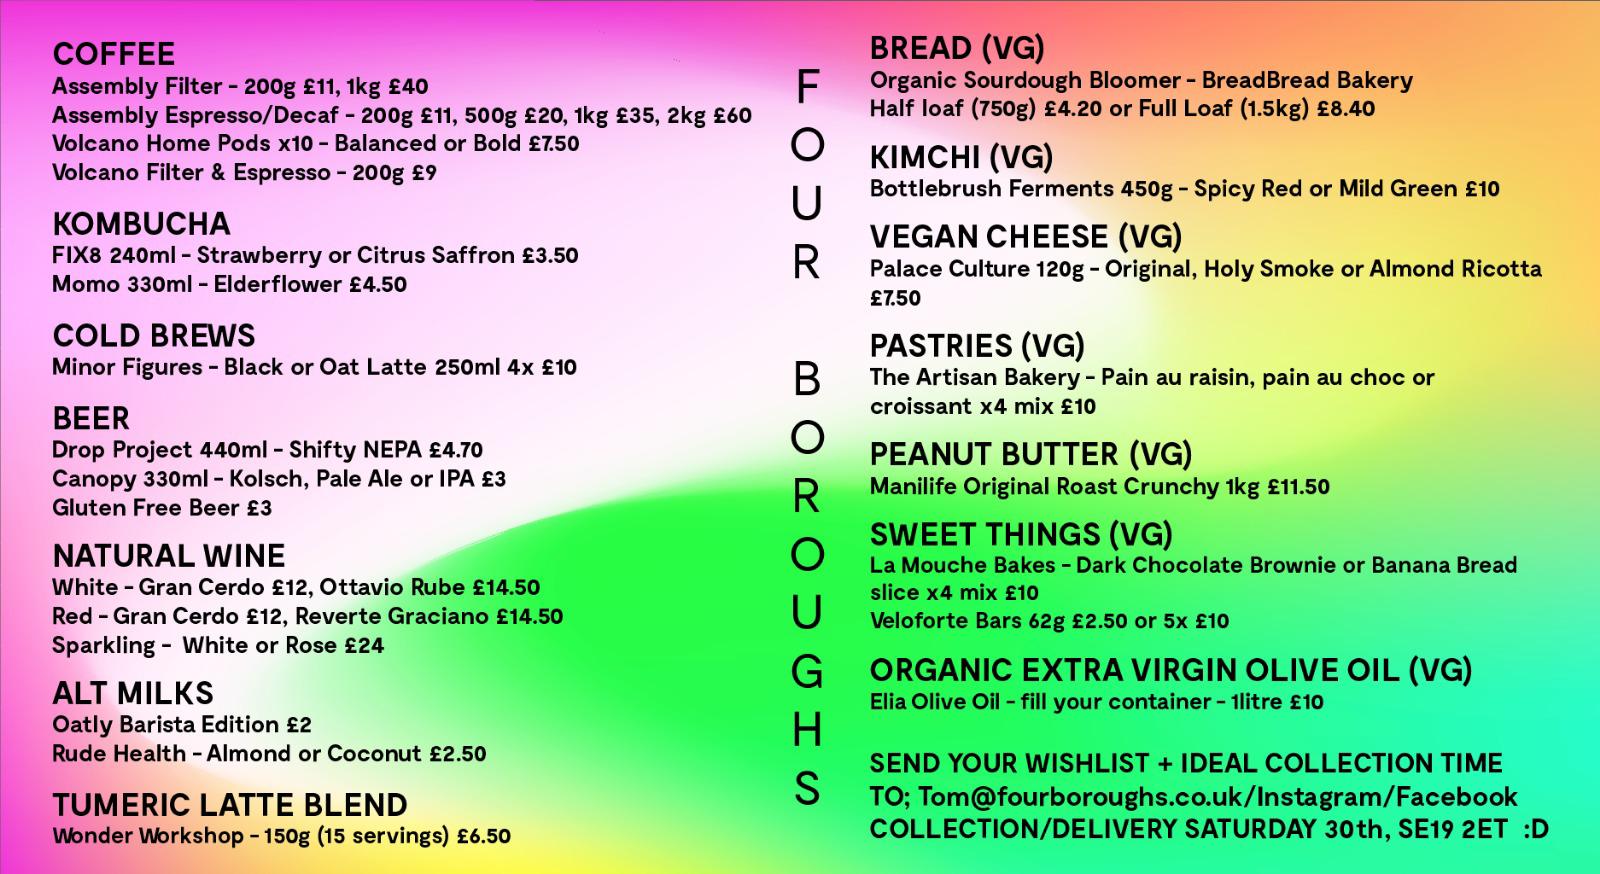 COFFEE
Assembly Filter - 200g £11, 1kg £40
Assembly Espresso/Decaf - 200g £11, 500g £20, 1kg £35, 2kg £60
Volcano Home Pods x10 - Balanced or Bold £7.50
Volcano Filter & Espresso - 200g £9
KOMBUCHA
FIX8 240ml - Strawberry or Citrus Saffron £3.50
Momo 330ml - Elderflower £4.50
COLD BREWS
Minor Figures - Black or Oat Latte 250ml 4x £10
BEER
Drop Project 440ml - Shifty NEPA £4.70
Canopy 330ml - Kolsch, Pale Ale or IPA £3
Gluten Free Beer £3
NATURAL WINE
White - Gran Cerdo £12, Ottavio Rube £14.50
Red - Gran Cerdo £12, Reverte Graciano £14.50
Sparkling - White or Rose £24
ALT MILKS
Oatly Barista Edition £2
Rude Health - Almond or Coconut £2.50
TUMERIC LATTE BLEND
Wonder Workshop - 150g (15 servings) £6.50
FOUR BOROUGHS
BREAD (VG)
Organic Sourdough Bloomer - BreadBread Bakery
Half loaf (750g) £4.20 or Full Loaf (1.5kg) £8.40
KIMCHI (VG)
Bottlebrush Ferments 450g - Spicy Red or Mild Green £10
VEGAN CHEESE (VG)
Palace Culture 120g - Original, Holy Smoke or Almond Ricotta
£7.50
PASTRIES (VG)
The Artisan Bakery - Pain au raisin, pain au choc or
croissant x4 mix £10
PEANUT BUTTER (VG)
Manilife Original Roast Crunchy 1kg £11.50
SWEET THINGS (VG)
La Mouche Bakes - Dark Chocolate Brownie or Banana Bread
slice x4 mix £10
Veloforte Bars 62g £2.50 or 5x £10
ORGANIC EXTRA VIRGIN OLIVE OIL (VG)
Elia Olive Oil - fill your container - 1litre £10
SEND YOUR WISHLIST + IDEAL COLLECTION TIME
TO; Tom@fourboroughs.co.uk/Instagram/Facebook
COLLECTION/DELIVERY SATURDAY 30th, SE19 2ET :D